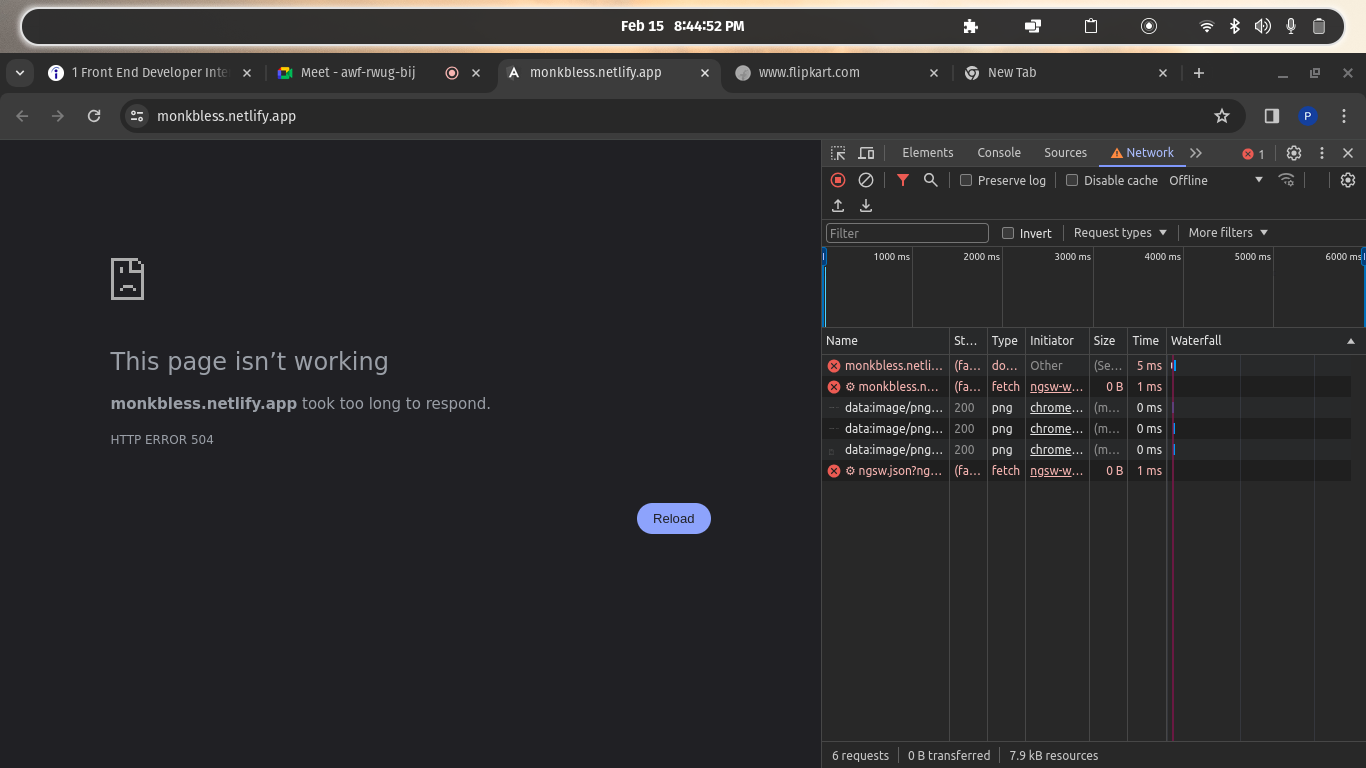 Feb 15 8:44:52 PM
1 Front End Developer Inte
Meet - awf-rwug-bij
monkbless.netlify.app
www.flipkart.com
New Tab
monkbless.netlify.app
P
Elements Console Sources Network 1
Preserve log Disable cache Offline
Filter Invert Request types More filters
1000 ms 2000 ms 3000 ms 4000 ms 5000 ms 6000 ms
Name St... Type Initiator Size Time Waterfall
monkbless.netli... (fa... do... Other (Se... 5 ms
monkbless.n... (fa... fetch ngsw-w... 0 B 1 ms
data:image/png... 200 png chrome... (m... 0 ms
data:image/png... 200 png chrome... (m... 0 ms
data:image/png... 200 png chrome... (m... 0 ms
ngsw.json?ng... (fa... fetch ngsw-w... 0 B 1 ms
6 requests 0 B transferred 7.9 kB resources
This page isn't working
monkbless.netlify.app took too long to respond.
HTTP ERROR 504
Reload